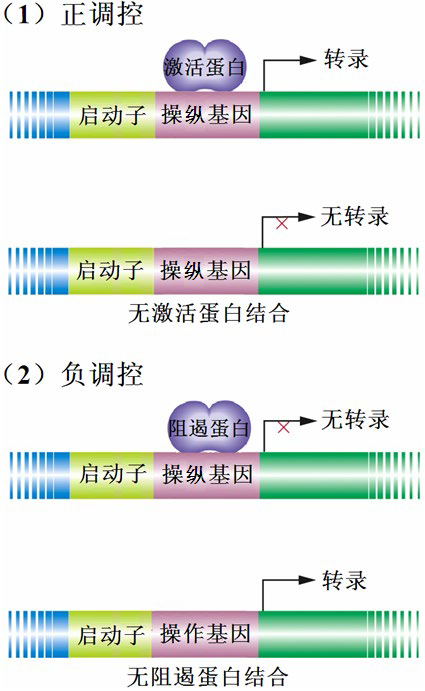 （1）正调控
激活蛋白
转录
启动子 操纵基因
无转录
启动子 操纵基因
无激活蛋白结合
（2）负调控
阻遏蛋白
无转录
启动子 操纵基因
转录
启动子 操作基因
无阻遏蛋白结合